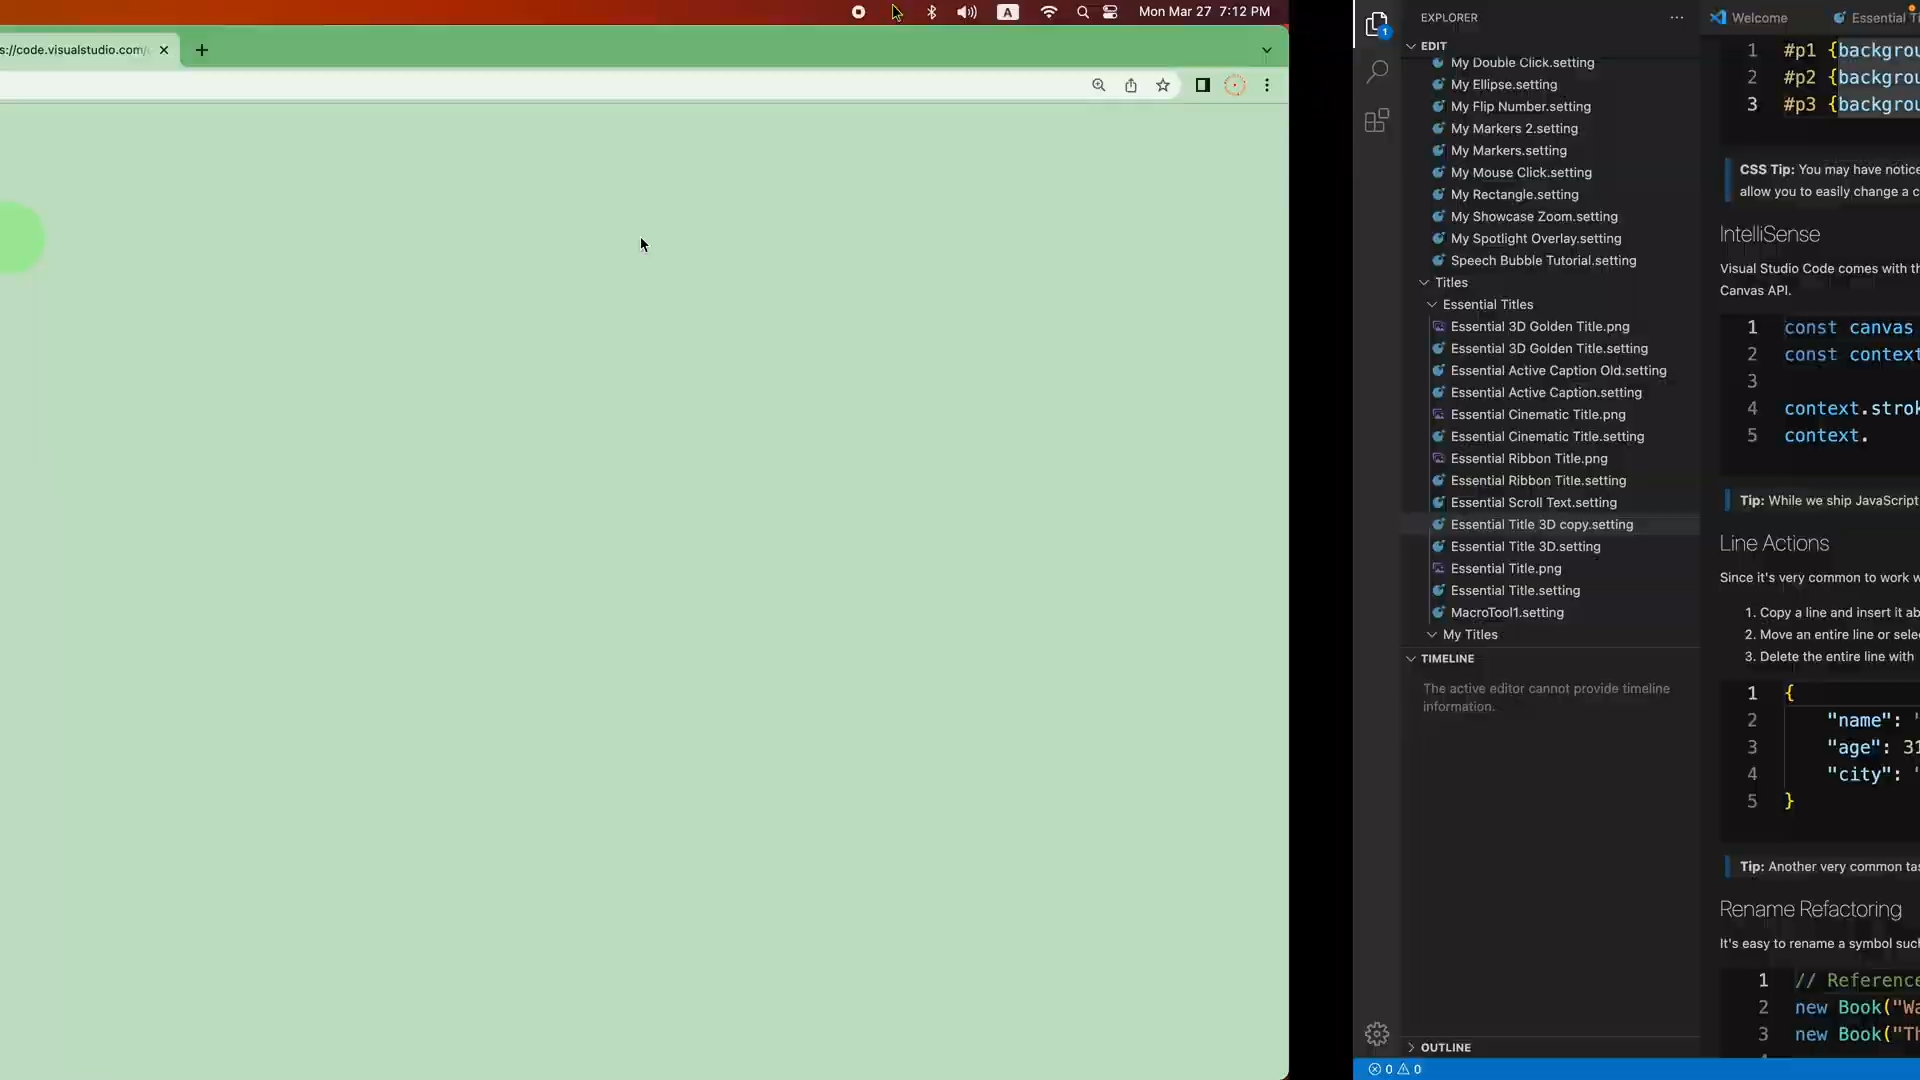 A
Mon Mar 27 7:12 PM
s://code.visualstudio.com/
EXPLORER
EDIT
My Double Click.setting
My Ellipse.setting
My Flip Number.setting
My Markers 2.setting
My Markers.setting
My Mouse Click.setting
My Rectangle.setting
My Showcase Zoom.setting
My Spotlight Overlay.setting
Speech Bubble Tutorial.setting
Titles
Essential Titles
Essential 3D Golden Title.png
Essential 3D Golden Title.setting
Essential Active Caption Old.setting
Essential Active Caption.setting
Essential Cinematic Title.png
Essential Cinematic Title.setting
Essential Ribbon Title.png
Essential Ribbon Title.setting
Essential Scroll Text.setting
Essential Title 3D copy.setting
Essential Title 3D.setting
Essential Title.png
Essential Title.setting
MacroTool1.setting
My Titles
TIMELINE
The active editor cannot provide timeline
information.
OUTLINE
0 0
1
Welcome Essential Ti
1 #p1 {backgrou
2 #p2 {backgrou
3 #p3 {backgrou
CSS Tip: You may have notice
allow you to easily change a c
IntelliSense
Visual Studio Code comes with th
Canvas API.
1 const canvas
2 const context
3
4 context.strok
5 context.
Tip: While we ship JavaScript
Line Actions
Since it's very common to work w
1. Copy a line and insert it ab
2. Move an entire line or sele
3. Delete the entire line with
1 {
2 "name": '
3 "age": 31
4 "city": '
5 }
Tip: Another very common tas
Rename Refactoring
It's easy to rename a symbol such
1 // Reference
2 new Book("Wa
3 new Book("Th